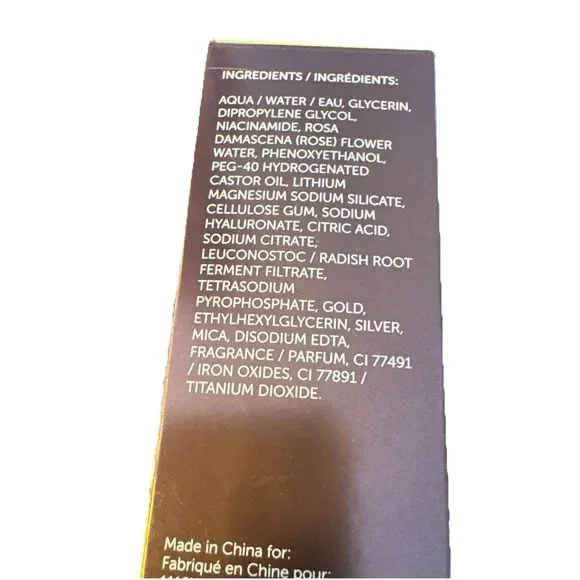 INGREDIENTS / INGRÉDIENTS:
AQUA / WATER / EAU, GLYCERIN,
DIPROPYLENE GLYCOL,
NIACINAMIDE, ROSA
DAMASCENA (ROSE) FLOWER
WATER, PHENOXYETHANOL,
PEG-40 HYDROGENATED
CASTOR OIL, LITHIUM
MAGNESIUM SODIUM SILICATE,
CELLULOSE GUM, SODIUM
HYALURONATE, CITRIC ACID,
SODIUM CITRATE,
LEUCONOSTOC / RADISH ROOT
FERMENT FILTRATE,
TETRASODIUM
PYROPHOSPHATE, GOLD,
ETHYLHEXYLGLYCERIN, SILVER,
MICA, DISODIUM EDTA,
FRAGRANCE / PARFUM, CI 77491
/ IRON OXIDES, CI 77891 /
TITANIUM DIOXIDE.
Made in China for:
Fabriqué en Chine pour: